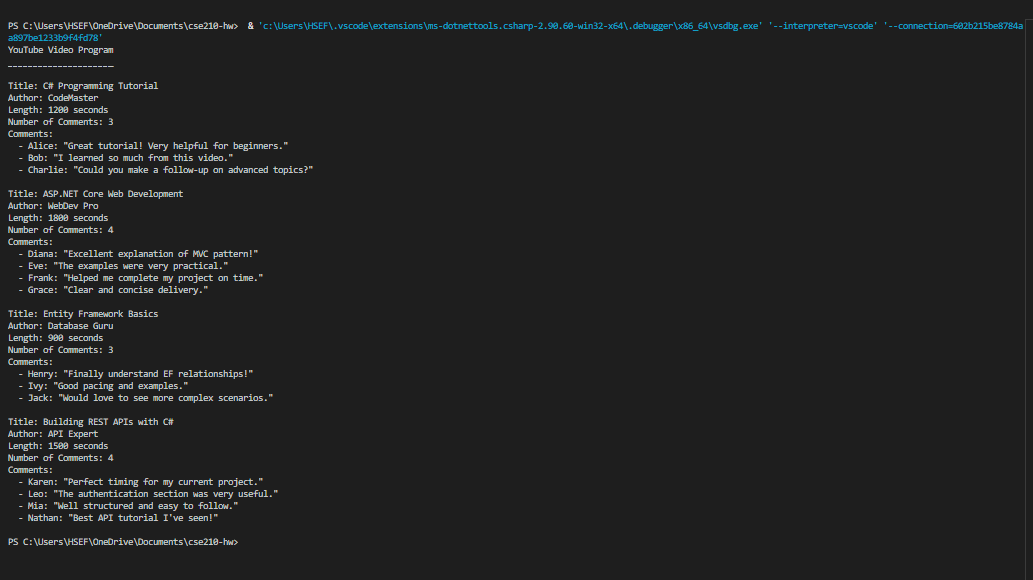 PS C:\Users\HSEF\OneDrive\Documents\cse210-hw>  & 'c:\Users\HSEF\.vscode\extensions\ms-dotnettools.csharp-2.90.60-win32-x64\.debugger\x86_64\vsdbg.exe' '--interpreter=vscode' '--connection=602b215be8784a
a897be1233b9f4fd78'
YouTube Video Program
_____________________
Title: C# Programming Tutorial
Author: CodeMaster
Length: 1200 seconds
Number of Comments: 3
Comments:
  - Alice: "Great tutorial! Very helpful for beginners."
  - Bob: "I learned so much from this video."
  - Charlie: "Could you make a follow-up on advanced topics?"
Title: ASP.NET Core Web Development
Author: WebDev Pro
Length: 1800 seconds
Number of Comments: 4
Comments:
  - Diana: "Excellent explanation of MVC pattern!"
  - Eve: "The examples were very practical."
  - Frank: "Helped me complete my project on time."
  - Grace: "Clear and concise delivery."
Title: Entity Framework Basics
Author: Database Guru
Length: 900 seconds
Number of Comments: 3
Comments:
  - Henry: "Finally understand EF relationships!"
  - Ivy: "Good pacing and examples."
  - Jack: "Would love to see more complex scenarios."
Title: Building REST APIs with C#
Author: API Expert
Length: 1500 seconds
Number of Comments: 4
Comments:
  - Karen: "Perfect timing for my current project."
  - Leo: "The authentication section was very useful."
  - Mia: "Well structured and easy to follow."
  - Nathan: "Best API tutorial I've seen!"
PS C:\Users\HSEF\OneDrive\Documents\cse210-hw>